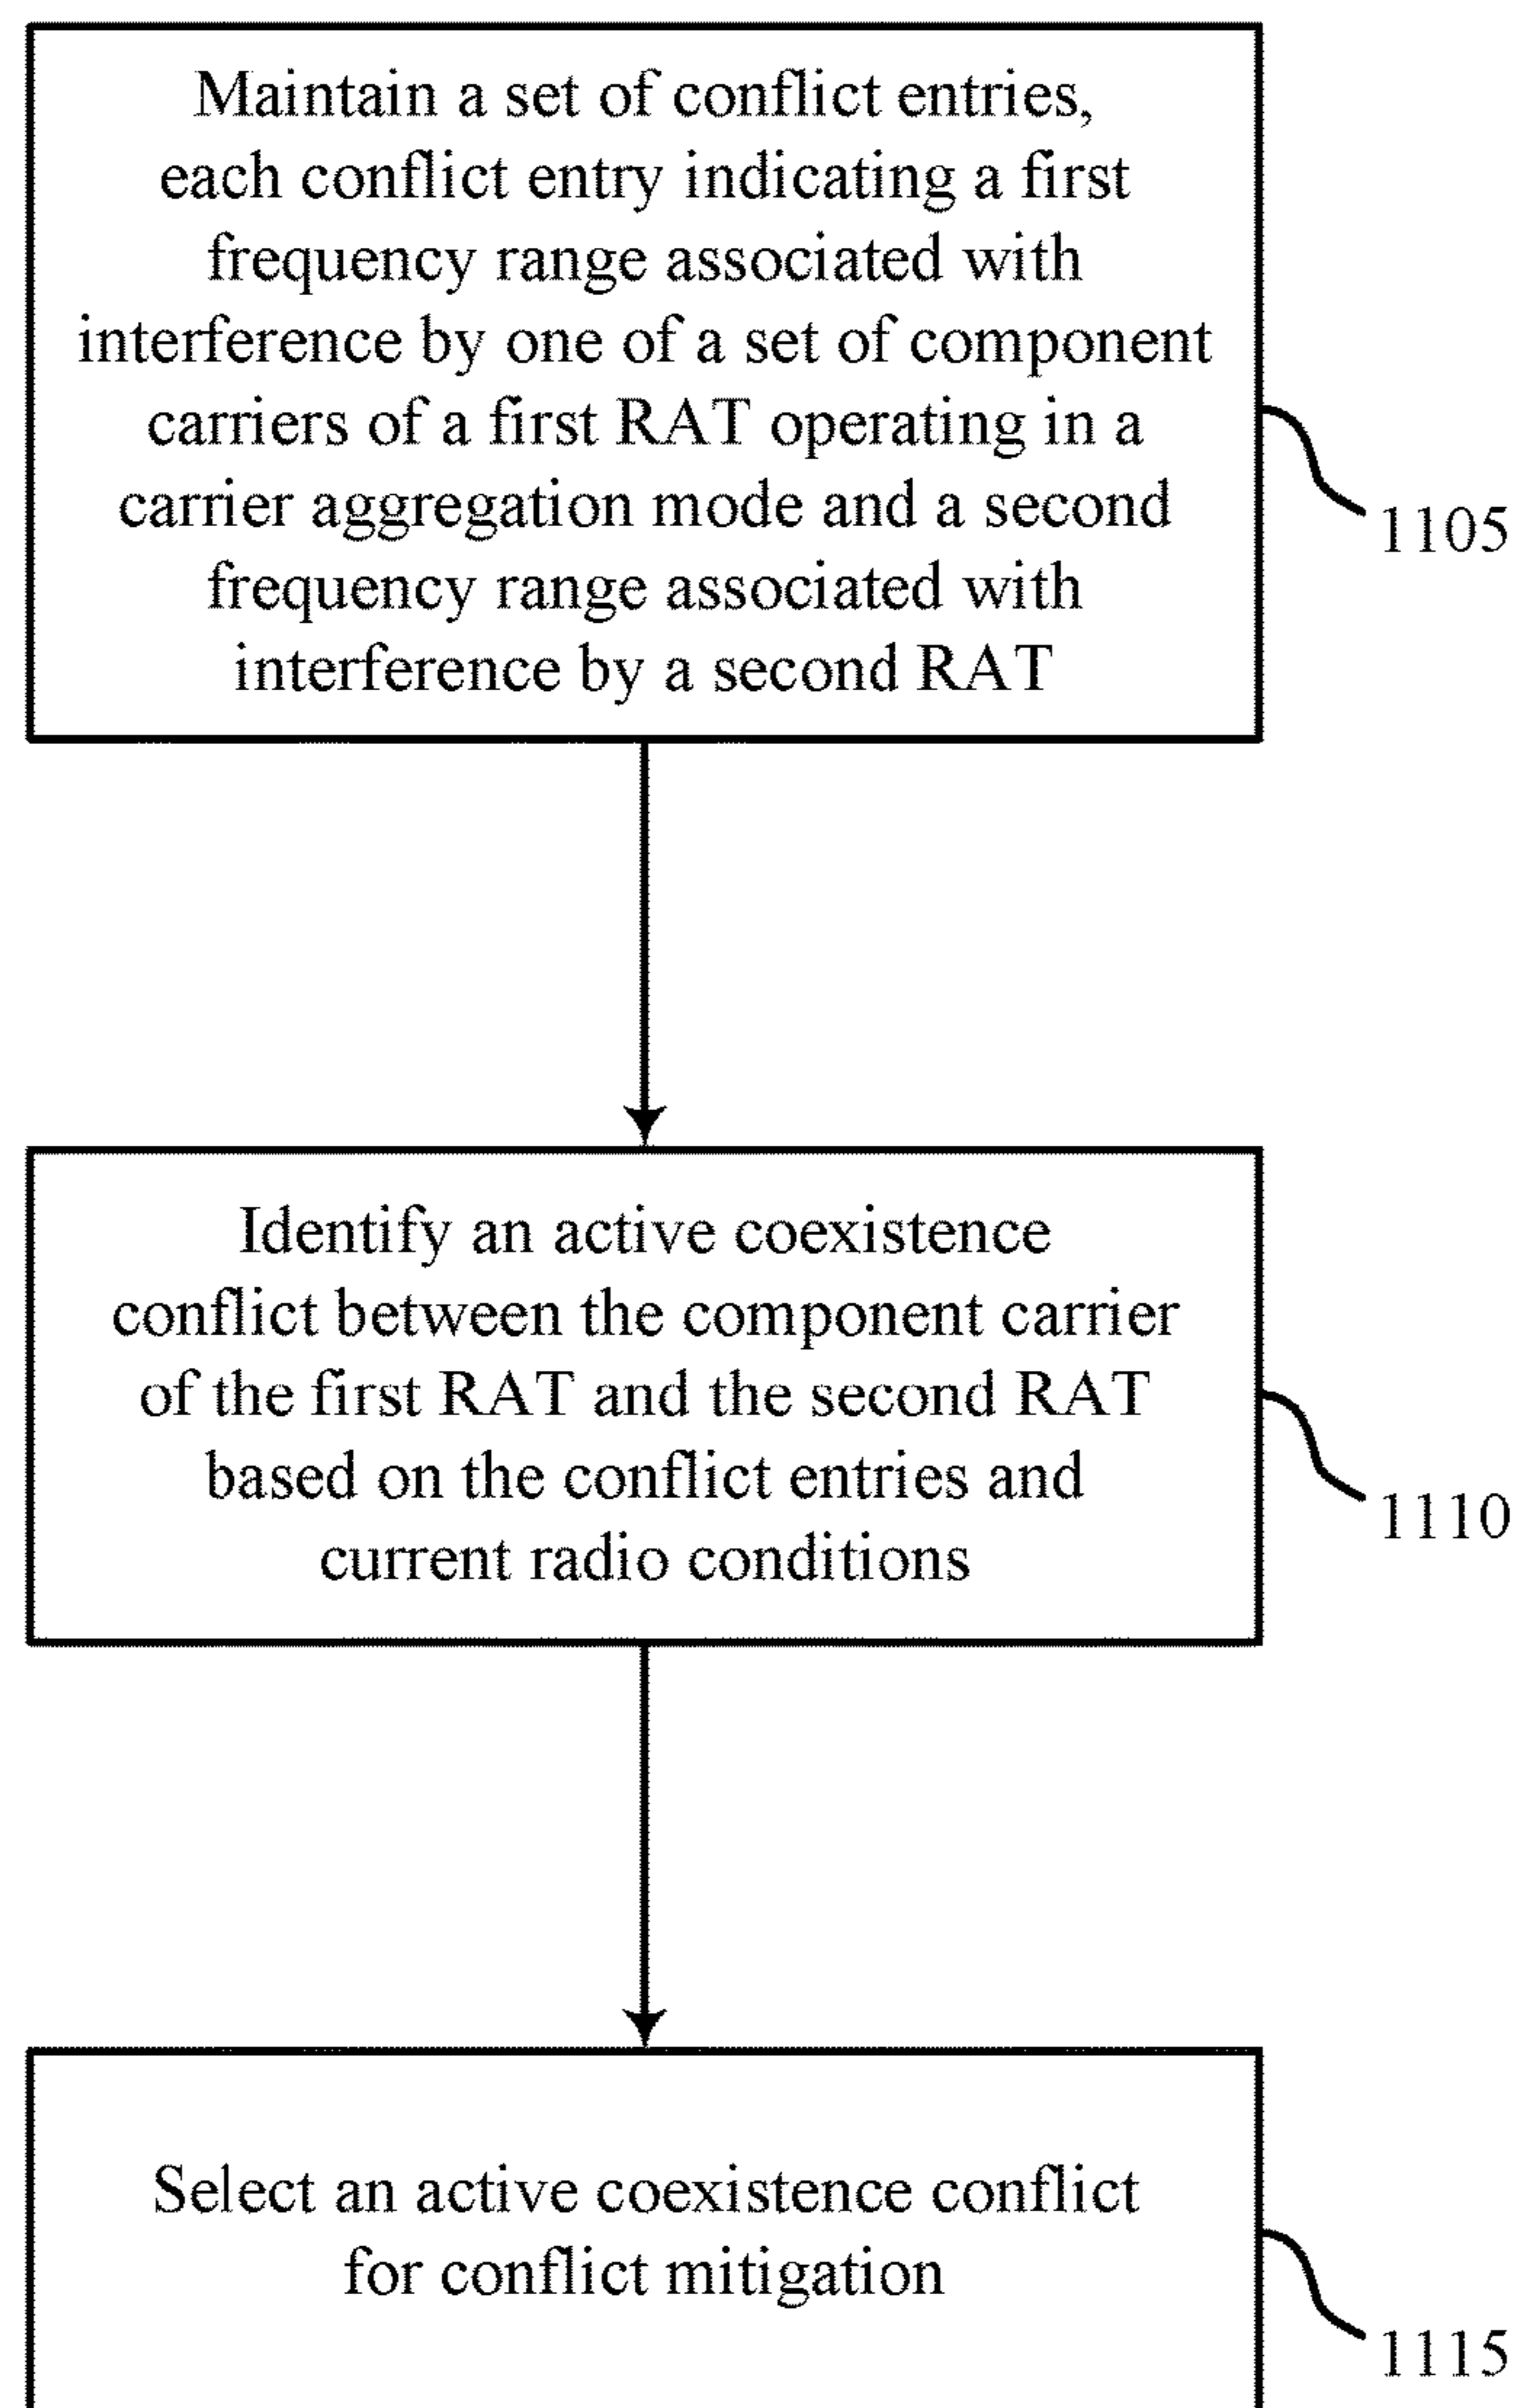 Maintain a set of conflict entries,
each conflict entry indicating a first
frequency range associated with
interference by one of a set of component
carriers of a first RAT operating in a
carrier aggregation mode and a second
frequency range associated with
interference by a second RAT
1105
Identify an active coexistence
conflict between the component carrier
of the first RAT and the second RAT
based on the conflict entries and
current radio conditions
1110
Select an active coexistence conflict
for conflict mitigation
1115